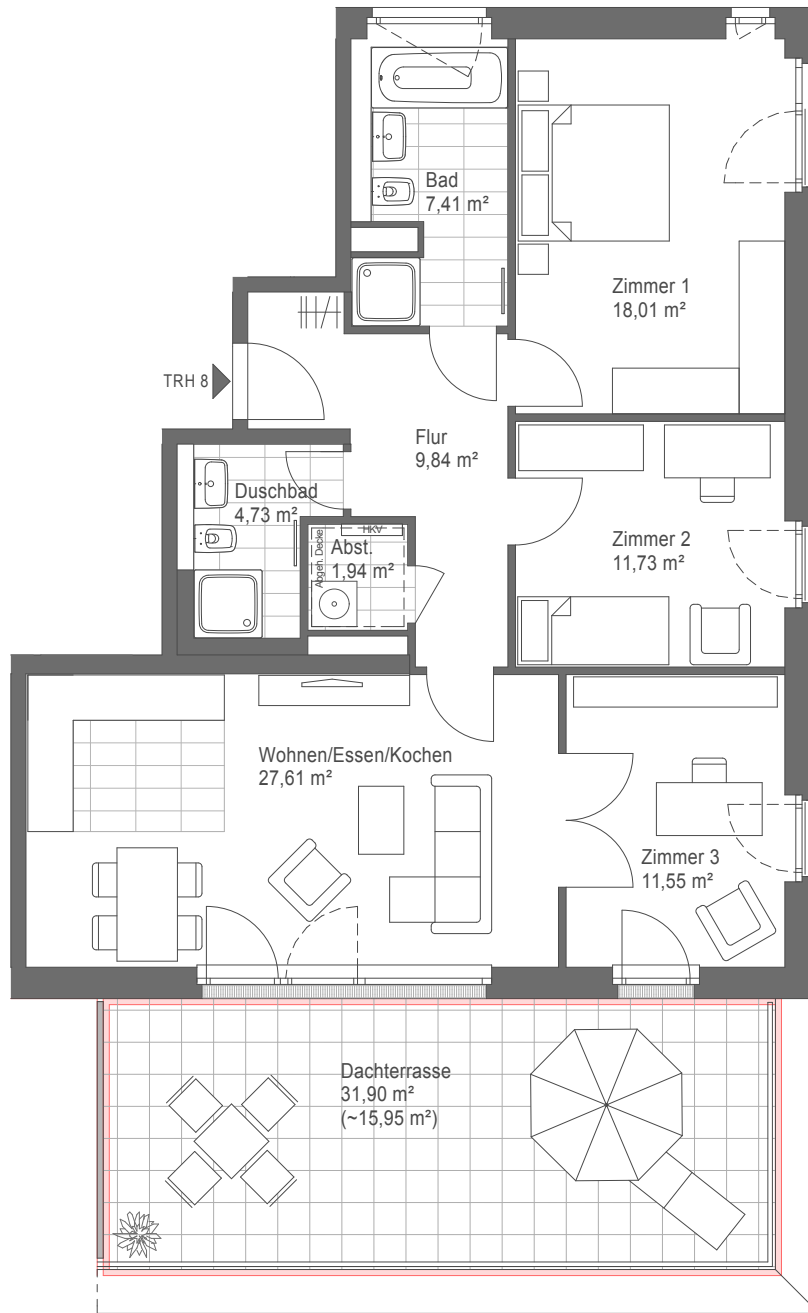 Bad
7,41 m²
Zimmer 1
18,01 m²
TRH 8
Flur
9,84 m²
Duschbad
4,73 m²
HKV
Abgeh. Decke
Abst.
1,94 m²
Zimmer 2
11,73 m²
Wohnen/Essen/Kochen
27,61 m²
Zimmer 3
11,55 m²
Dachterrasse
31,90 m²
(~15,95 m²)